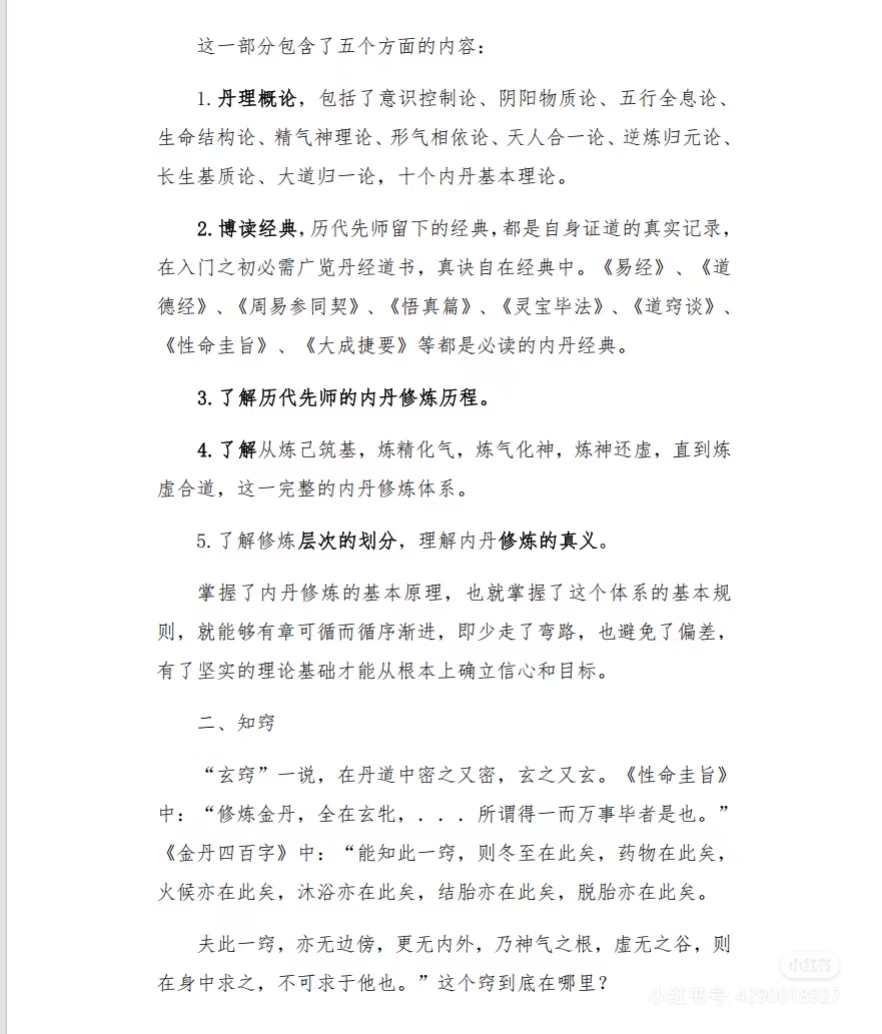 这一部分包含了五个方面的内容：
1.丹理概论，包括了意识控制论、阴阳物质论、五行全息论、
生命结构论、精气神理论、形气相依论、天人合一论、逆炼归元论、
长生基质论、大道归一论，十个内丹基本理论。
2.博读经典，历代先师留下的经典，都是自身证道的真实记录，
在入门之初必需广览丹经道书，真诀自在经典中。《易经》、《道
德经》、《周易参同契》、《悟真篇》、《灵宝毕法》、《道窍谈》、
《性命圭旨》、《大成捷要》等都是必读的内丹经典。
3.了解历代先师的内丹修炼历程。
4.了解从炼己筑基，炼精化气，炼气化神，炼神还虚，直到炼
虚合道，这一完整的内丹修炼体系。
5.了解修炼层次的划分，理解内丹修炼的真义。
掌握了内丹修炼的基本原理，也就掌握了这个体系的基本规
则，就能够有章可循而循序渐进，即少走了弯路，也避免了偏差，
有了坚实的理论基础才能从根本上确立信心和目标。
二、知窍
“玄窍”一说，在丹道中密之又密，玄之又玄。《性命圭旨》
中：“修炼金丹，全在玄牝，...所谓得一而万事毕者是也。”
《金丹四百字》中：“能知此一窍，则冬至在此矣，药物在此矣，
火候亦在此矣，沐浴亦在此矣，结胎亦在此矣，脱胎亦在此矣。
夫此一窍，亦无边傍，更无内外，乃神气之根，虚无之谷，则
在身中求之，不可求于他也。”这个窍到底在哪里？
小红书
小红书号: 4290018927